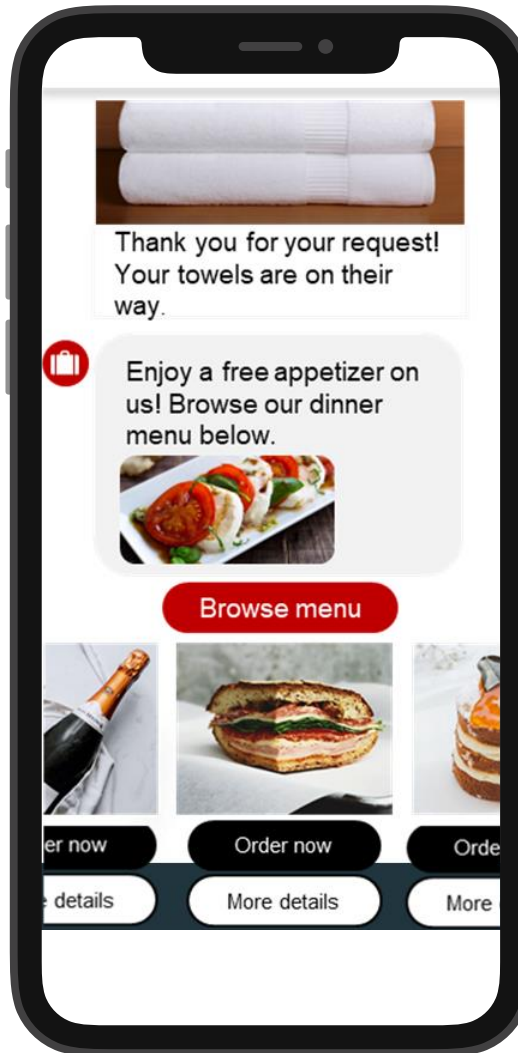 Thank you for your request!
Your towels are on their
way.
Enjoy a free appetizer on
us! Browse our dinner
menu below.
Browse menu
er now
Order now
Orde
details
More details
More